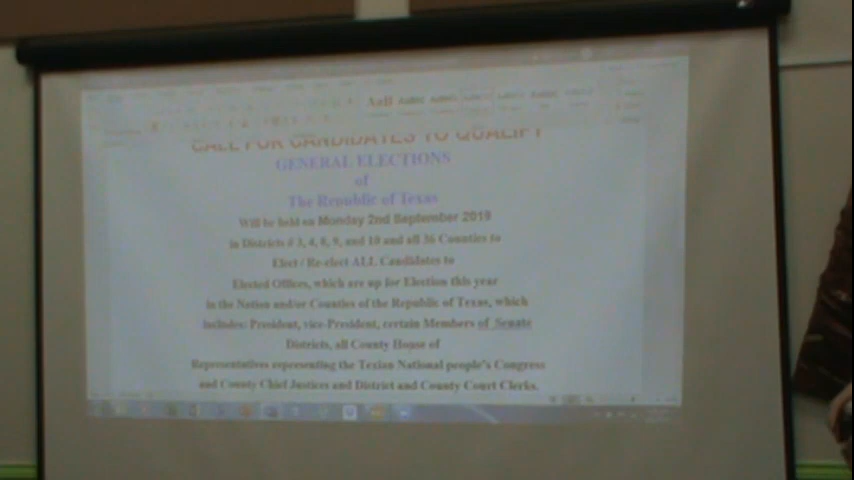 CALL FOR CANDIDATES TO QUALIFY
GENERAL ELECTIONS
of
The Republic of Texas
Will be held on Monday 2nd September 2019
in Districts # 3, 4, 8, 9, and 10 and all 36 Counties to
Elect / Re-elect ALL Candidates to
Elected Offices, which are up for Election this year
in the Nation and/or Counties of the Republic of Texas, which
includes: President, vice-President, certain Members of Senate
Districts, all County House of
Representatives representing the Texian National people's Congress
and County Chief Justices and District and County Court Clerks.